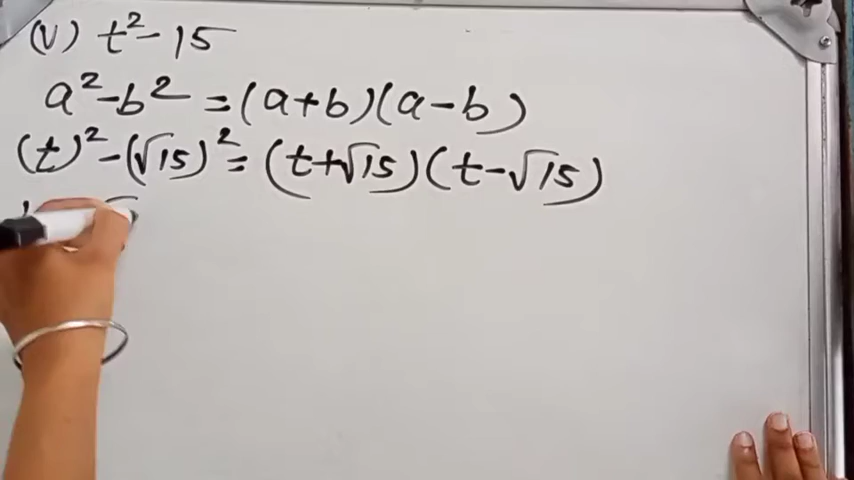 (v) t² - 15
a² - b² = (a + b)(a - b)
(t)² - (√15)² = (t + √15)(t - √15)